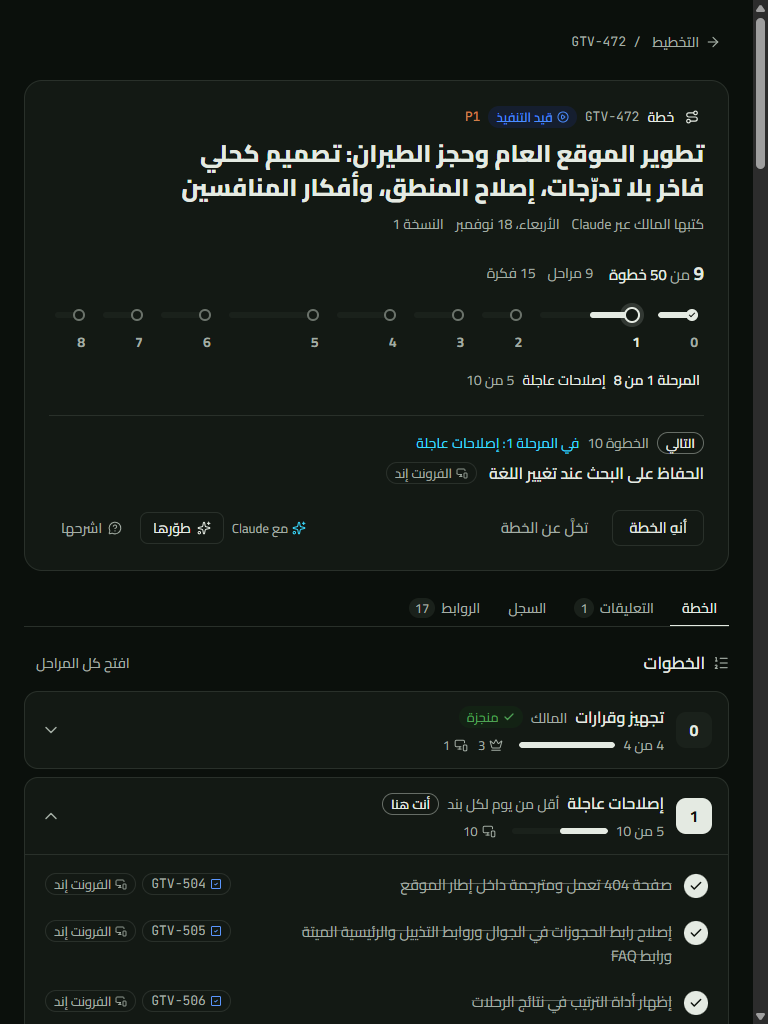 التخطيط / GTV-472
خطة GTV-472 قيد التنفيذ P1
تطوير الموقع العام وحجز الطيران: تصميم كحلي
فاخر بلا تدرّجات، إصلاح المنطق، وأفكار المنافسين
كتبها المالك عبر Claude الأربعاء، 18 نوفمبر النسخة 1
9 من 50 خطوة 9 مراحل 15 فكرة
0 1 2 3 4 5 6 7 8
المرحلة 1 من 8 إصلاحات عاجلة 5 من 10
التالي الخطوة 10 في المرحلة 1: إصلاحات عاجلة
الحفاظ على البحث عند تغيير اللغة الفرونت إند
أنهِ الخطة تخلَّ عن الخطة مع Claude طوّرها اشرحها
الخطة التعليقات 1 السجل الروابط 17
الخطوات افتح كل المراحل
0 تجهيز وقرارات المالك منجزة
4 من 4 3 1
1 إصلاحات عاجلة أقل من يوم لكل بند أنت هنا
5 من 10 10
صفحة 404 تعمل ومترجمة داخل إطار الموقع GTV-504 الفرونت إند
إصلاح رابط الحجوزات في الجوال وروابط التذييل والرئيسية الميتة GTV-505 الفرونت إند
ورابط FAQ
إظهار أداة الترتيب في نتائج الرحلات GTV-506 الفرونت إند